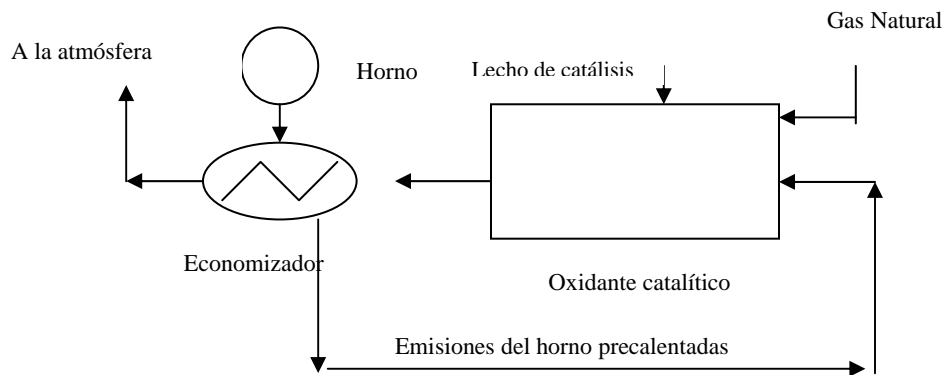 Gas Natural
A la atmósfera
Horno
Lecho de catálisis
Economizador
Oxidante catalítico
Emisiones del horno precalentadas